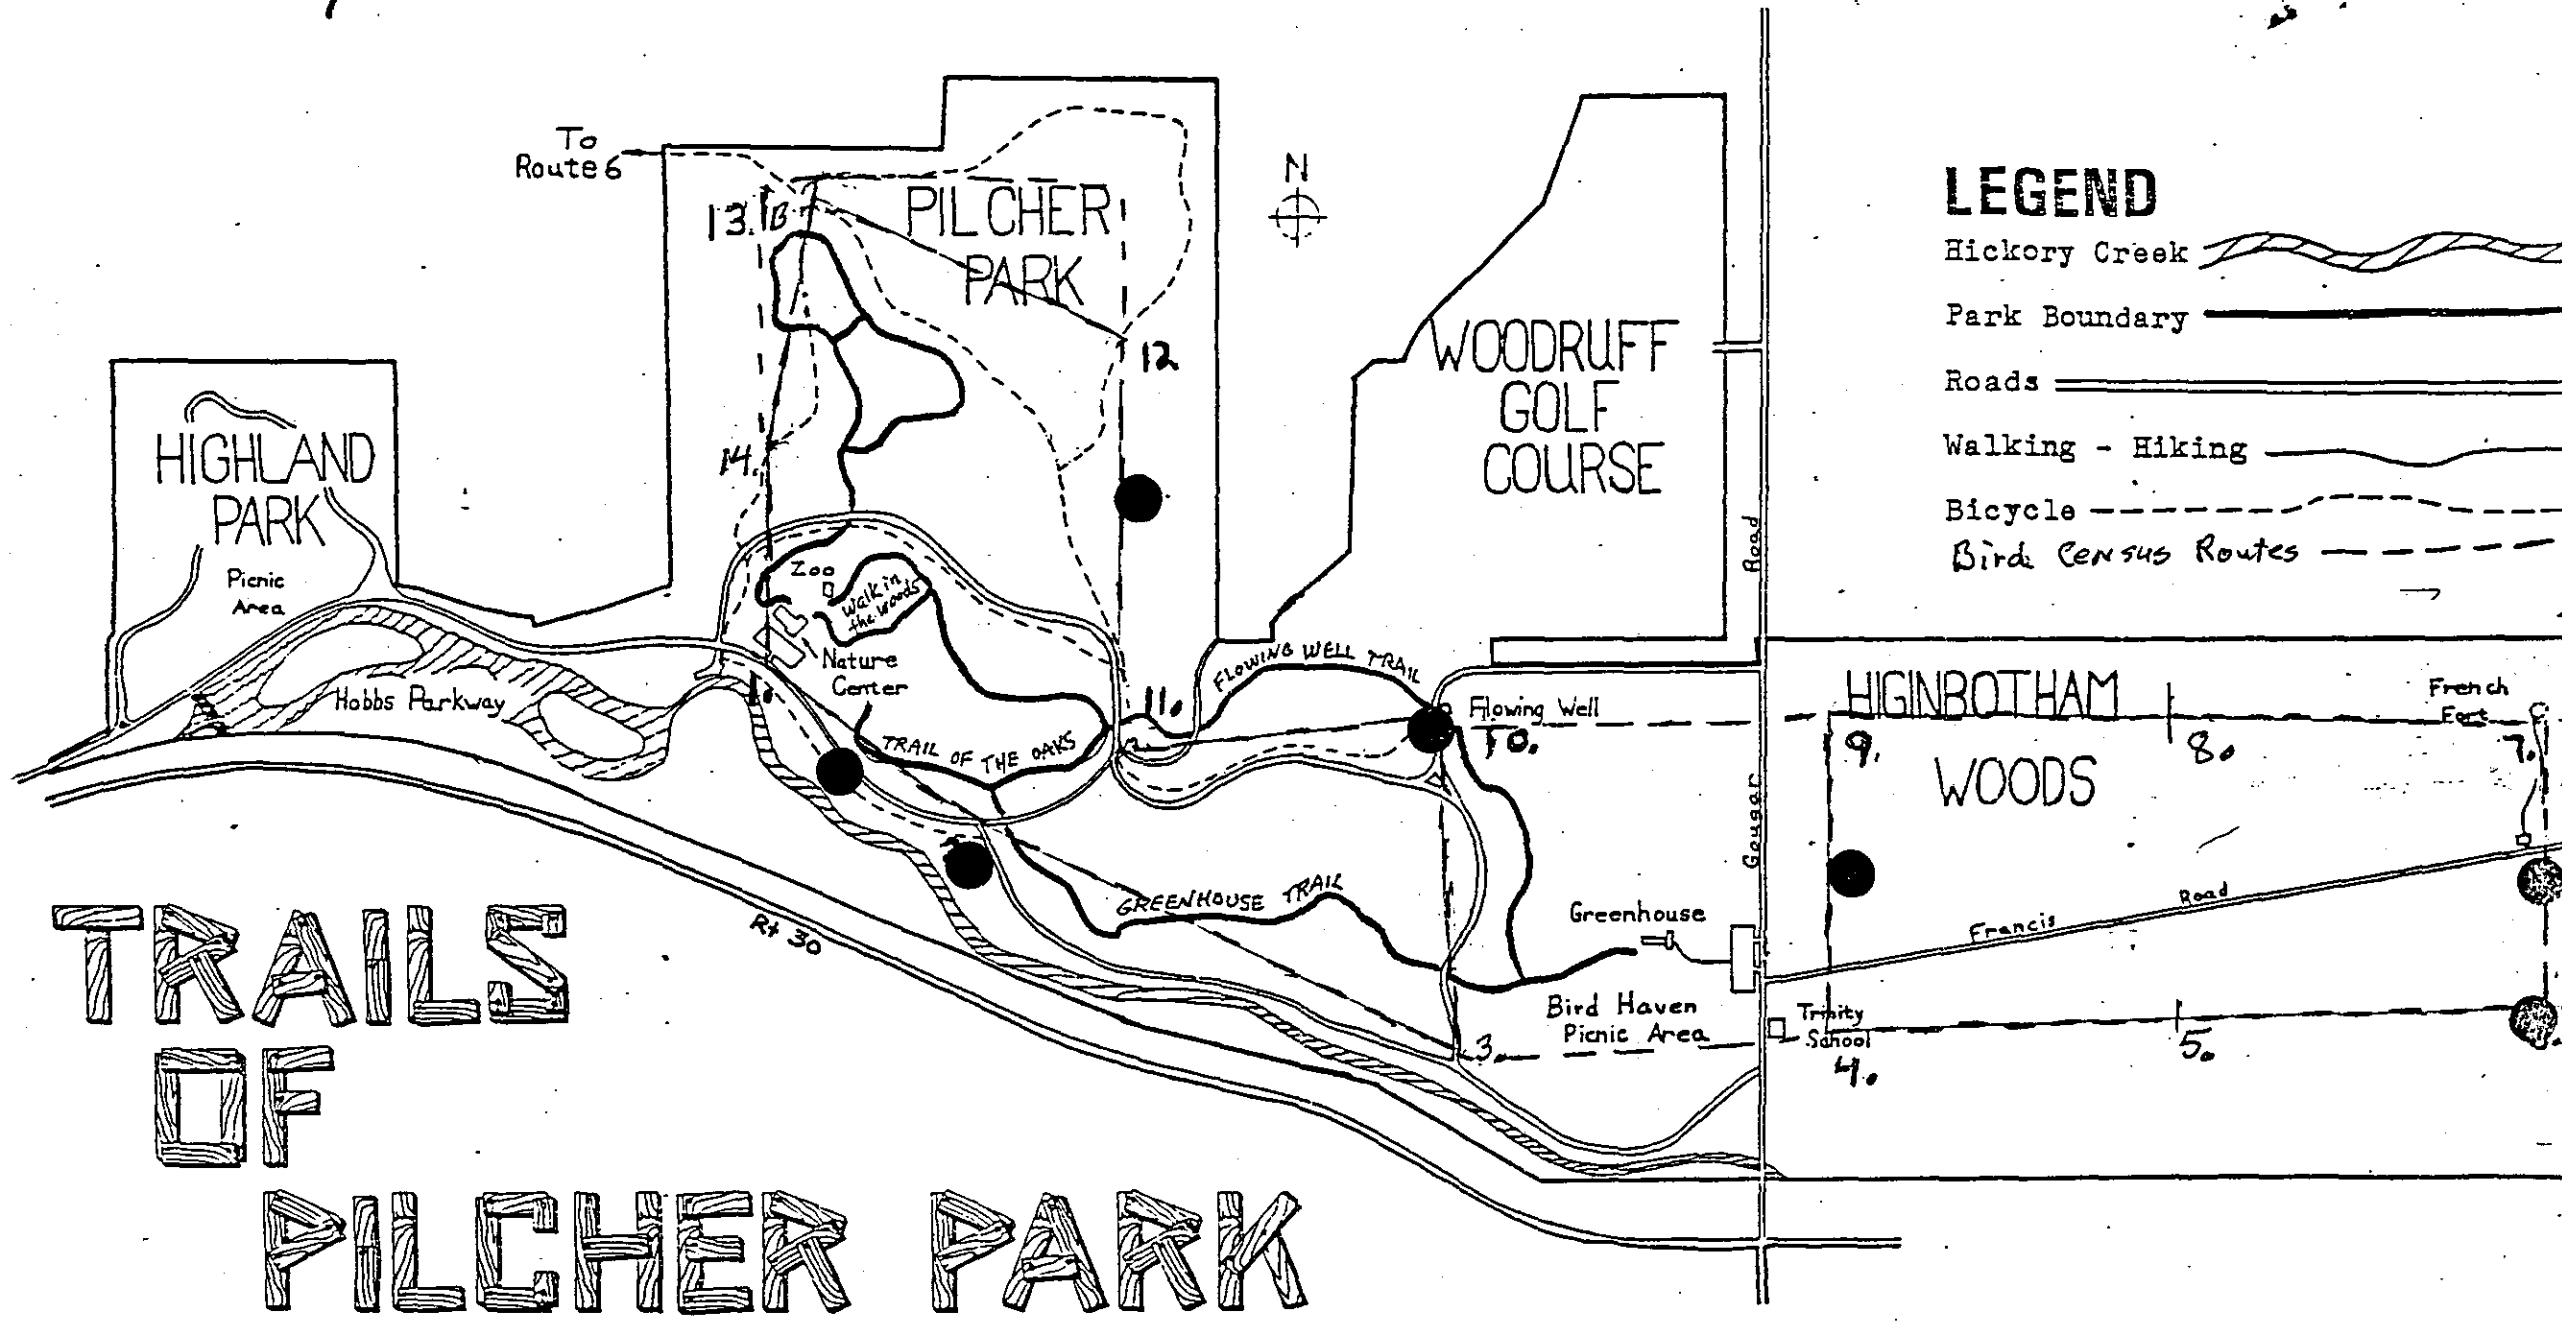 To
Route 6
N
PILCHER
PARK
13.
B
12.
14.
WOODRUFF
GOLF
COURSE
HIGHLAND
PARK
Picnic
Area
LEGEND
Hickory Creek
Park Boundary
Roads
Walking - Hiking
Bicycle
Bird Census Routes
Zoo
Walk in
the Woods
Nature
Center
Hobbs Parkway
TRAIL OF THE OAKS
11.
FLOWING WELL TRAIL
Flowing Well
10.
Gougar
Road
HIGINBOTHAM
WOODS
French
Fort
9.
8.
7.
GREENHOUSE TRAIL
Greenhouse
Francis
Road
Rt 30
Bird Haven
Picnic Area
3.
Trinity
School
4.
5.
TRAILS
OF
PILCHER PARK